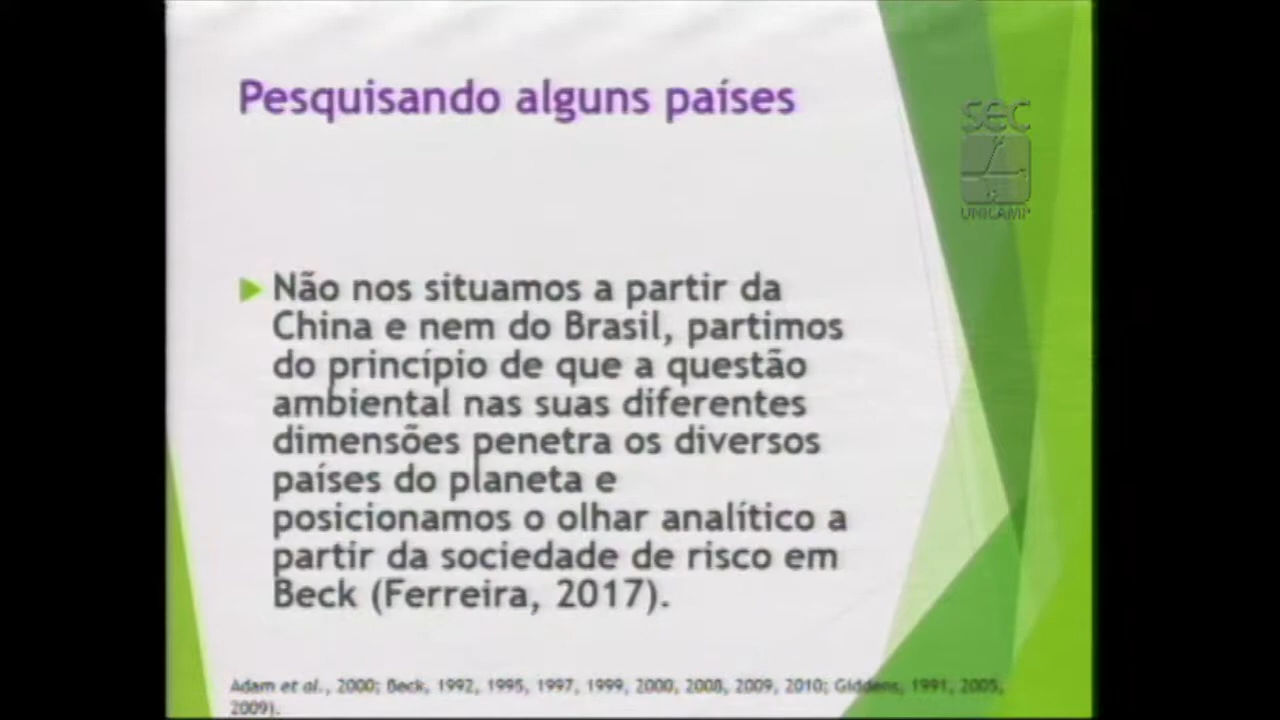 Pesquisando alguns países
sec
UNICAMP
Não nos situamos a partir da
China e nem do Brasil, partimos
do princípio de que a questão
ambiental nas suas diferentes
dimensões penetra os diversos
países do planeta e
posicionamos o olhar analítico a
partir da sociedade de risco em
Beck (Ferreira, 2017).
Adam et al., 2000; Beck, 1992, 1995, 1997, 1999, 2000, 2008, 2009, 2010; Giddens, 1991, 2005,
2009).